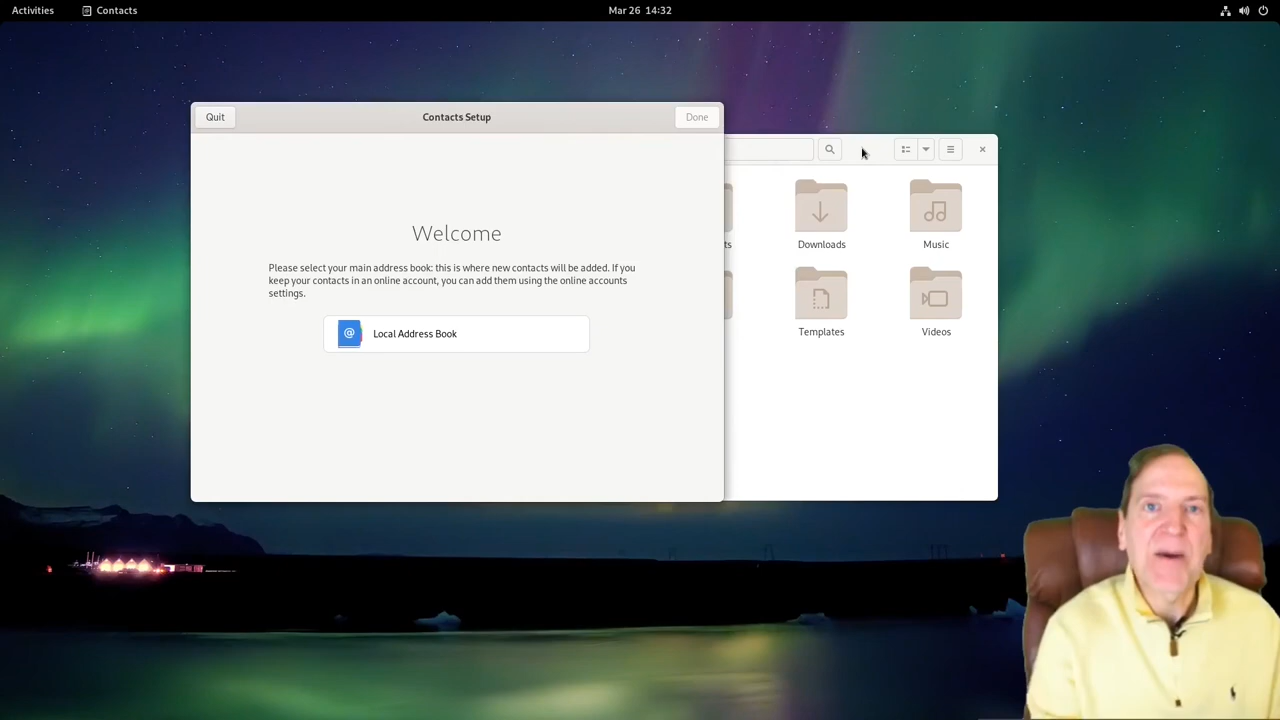 Activities
Contacts
Mar 26 14:32
Quit
Contacts Setup
Done
Welcome
Please select your main address book: this is where new contacts will be added. If you
keep your contacts in an online account, you can add them using the online accounts
settings.
Local Address Book
ts
Downloads
Music
Templates
Videos